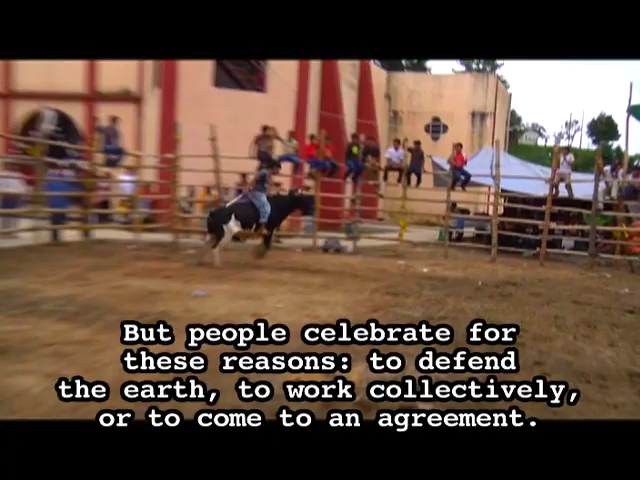 But people celebrate for
these reasons: to defend
the earth, to work collectively,
or to come to an agreement.